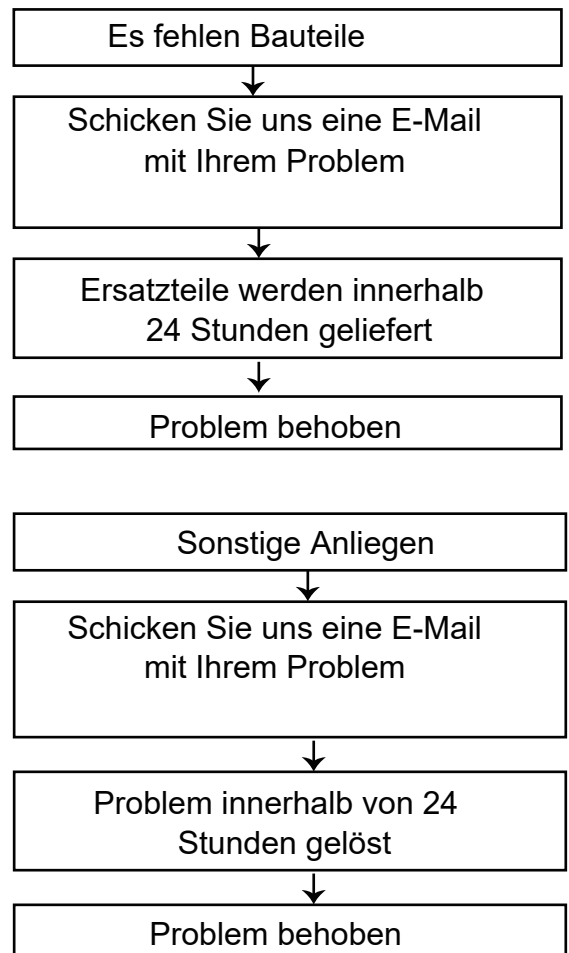 Es fehlen Bauteile
Schicken Sie uns eine E-Mail
mit Ihrem Problem
Ersatzteile werden innerhalb
24 Stunden geliefert
Problem behoben
Sonstige Anliegen
Schicken Sie uns eine E-Mail
mit Ihrem Problem
Problem innerhalb von 24
Stunden gelöst
Problem behoben